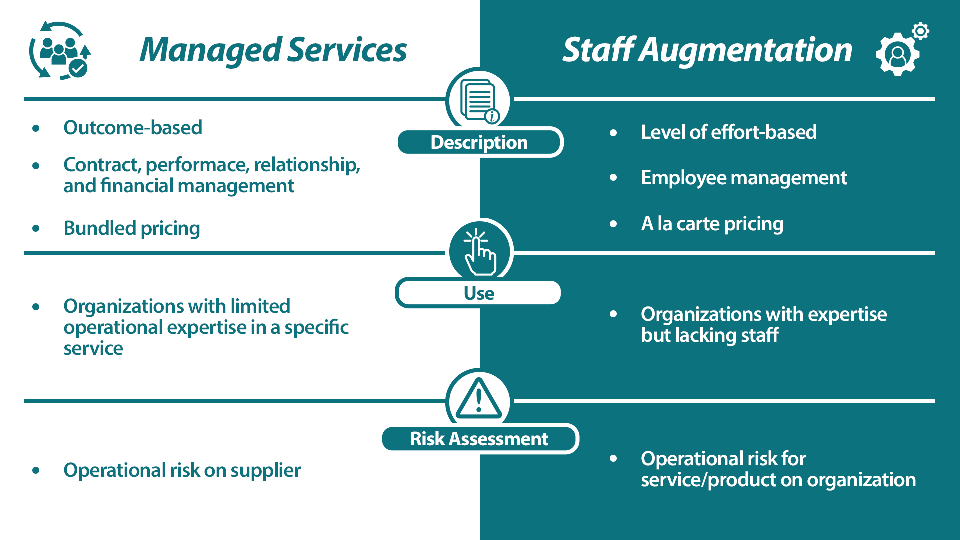 Managed Services
Staff Augmentation
Description
• Outcome-based
• Contract, performace, relationship,
and financial management
• Bundled pricing
• Level of effort-based
• Employee management
• A la carte pricing
Use
• Organizations with limited
operational expertise in a specific
service
• Organizations with expertise
but lacking staff
Risk Assessment
• Operational risk on supplier
• Operational risk for
service/product on organization